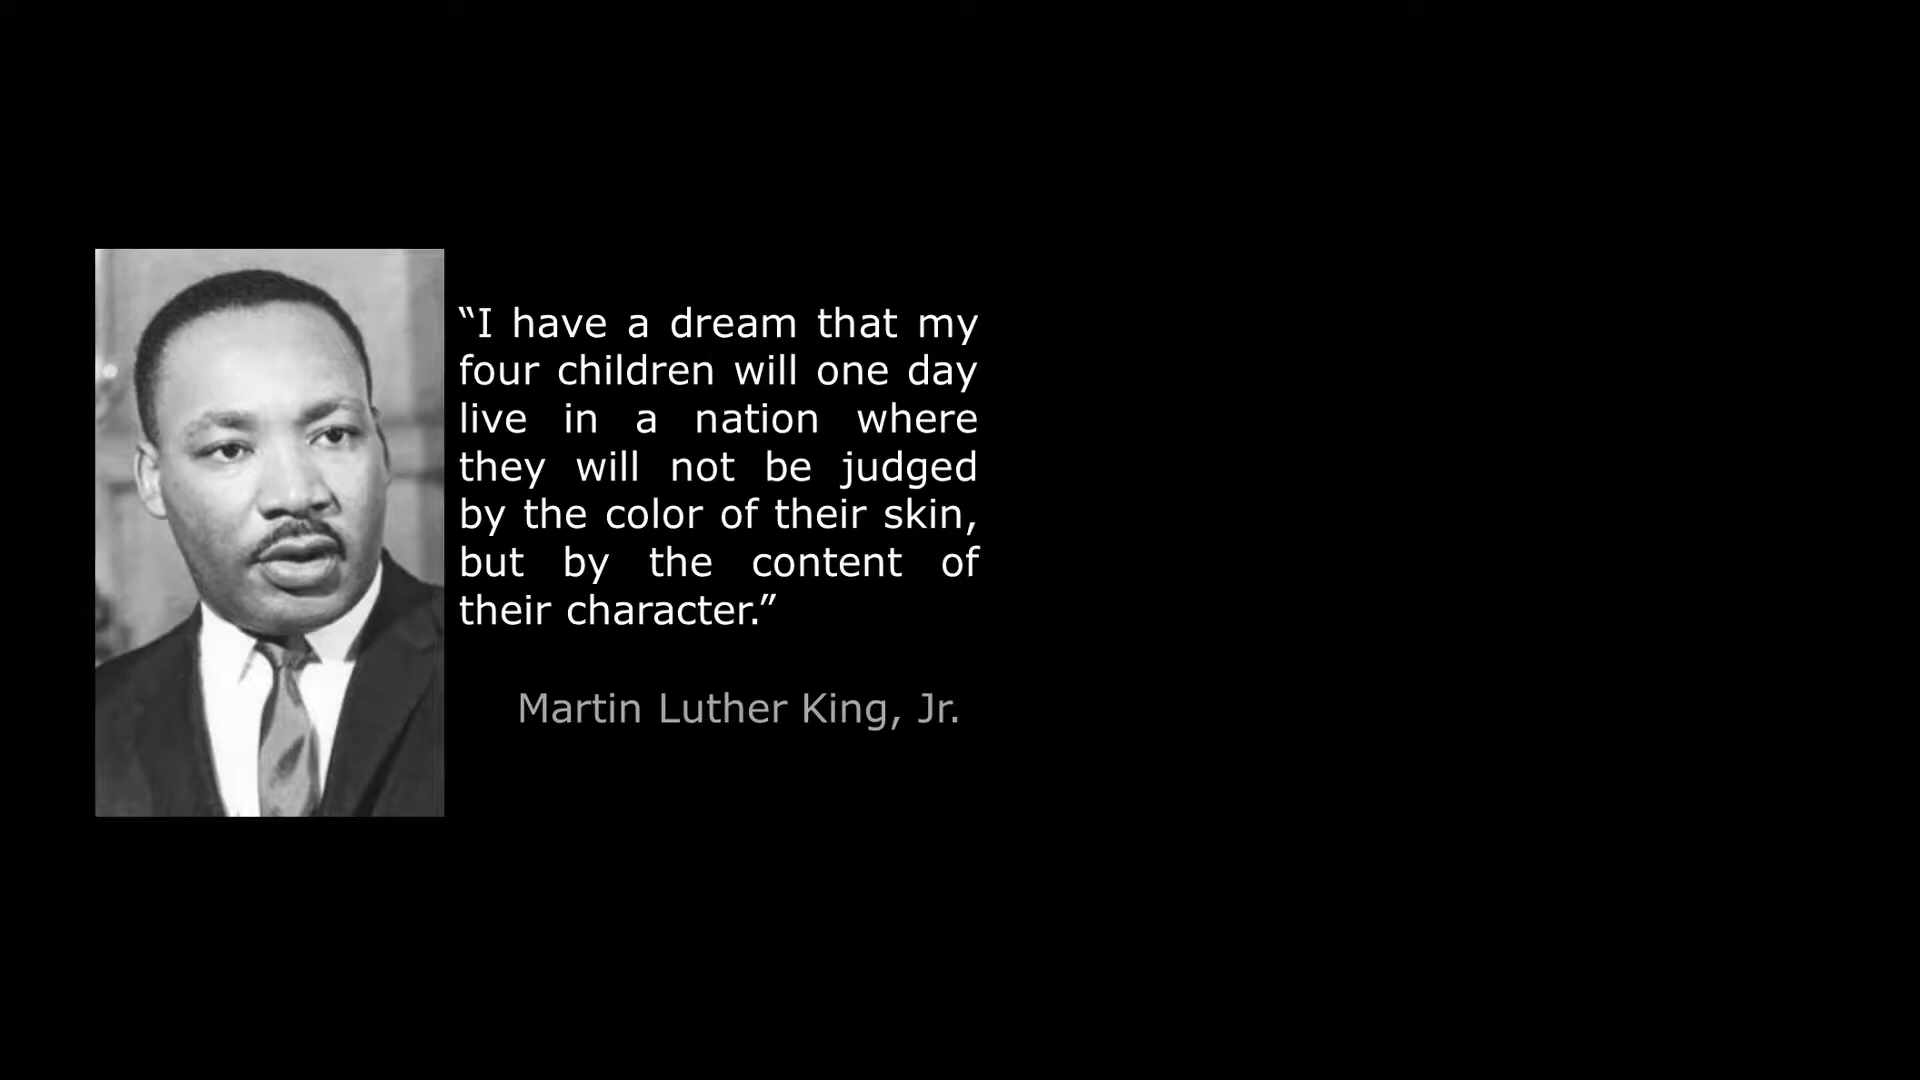 “I have a dream that my
four children will one day
live in a nation where
they will not be judged
by the color of their skin,
but by the content of
their character.”
Martin Luther King, Jr.